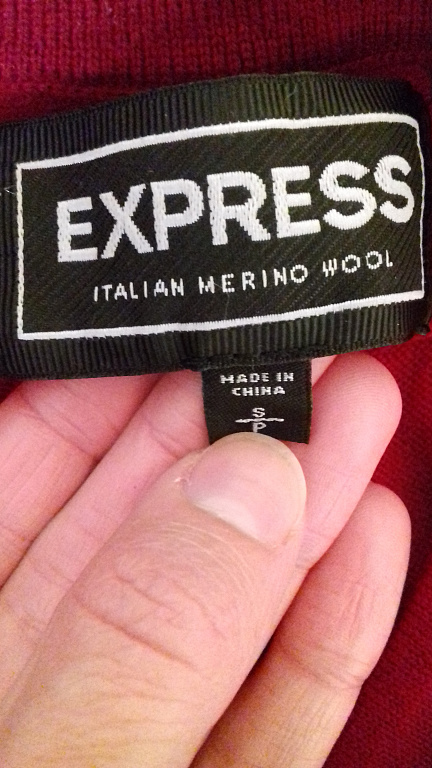 EXPRESS
ITALIAN MERINO WOOL
MADE IN
CHINA
S
P